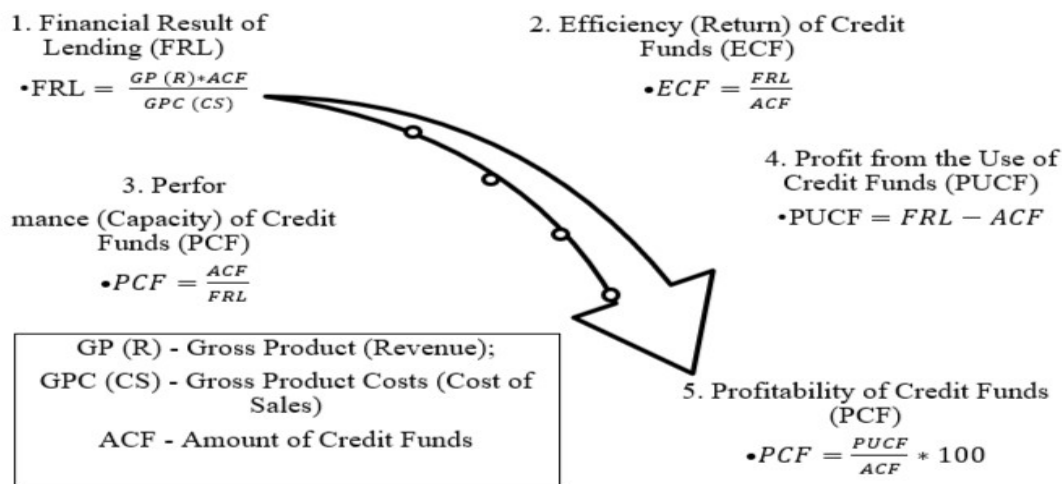 1. Financial Result of
Lending (FRL)
•FRL = GP (R)*ACF / GPC (CS)
2. Efficiency (Return) of Credit
Funds (ECF)
•ECF = FRL / ACF
3. Perfor
mance (Capacity) of Credit
Funds (PCF)
•PCF = ACF / FRL
4. Profit from the Use of
Credit Funds (PUCF)
•PUCF = FRL − ACF
GP (R) - Gross Product (Revenue);
GPC (CS) - Gross Product Costs (Cost of
Sales)
ACF - Amount of Credit Funds
5. Profitability of Credit Funds
(PCF)
•PCF = PUCF / ACF * 100